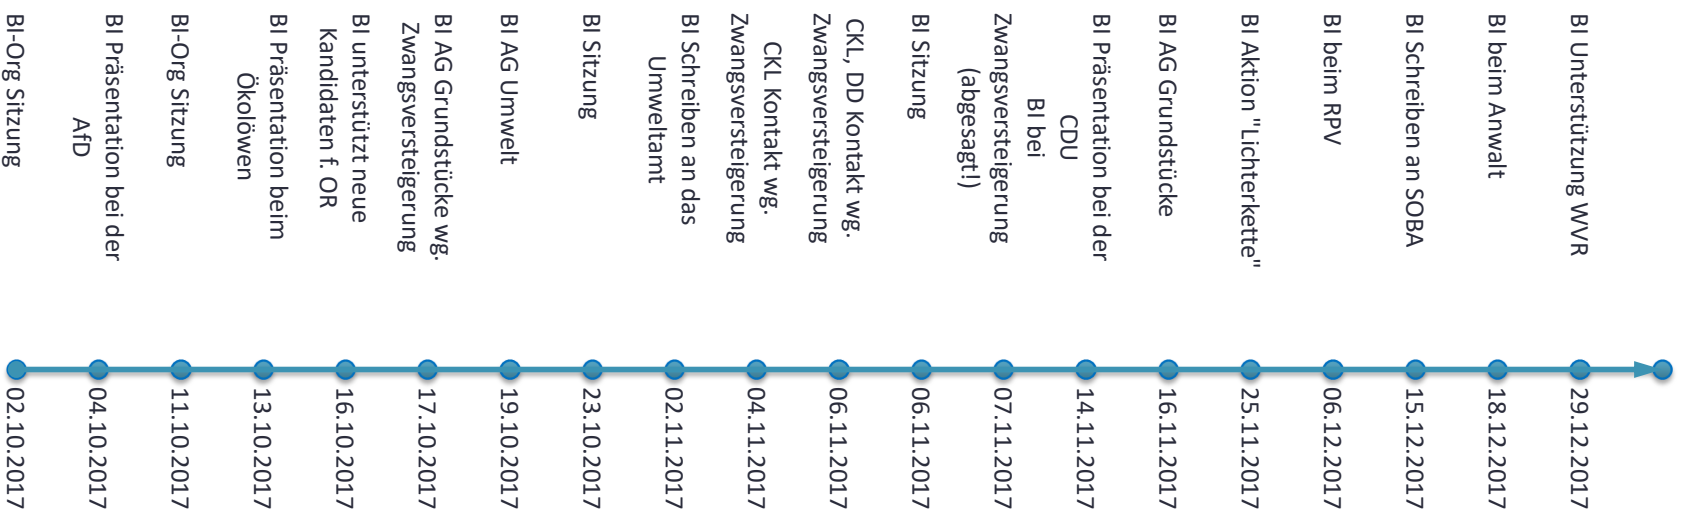 BI-Org Sitzung
02.10.2017
BI Präsentation bei der
AfD
04.10.2017
BI-Org Sitzung
11.10.2017
BI Präsentation beim
Ökolöwen
13.10.2017
BI unterstützt neue
Kandidaten f. OR
16.10.2017
BI AG Grundstücke wg.
Zwangsversteigerung
17.10.2017
BI AG Umwelt
19.10.2017
BI Sitzung
23.10.2017
BI Schreiben an das
Umweltamt
02.11.2017
CKL Kontakt wg.
Zwangsversteigerung
04.11.2017
CKL, DD Kontakt wg.
Zwangsversteigerung
06.11.2017
BI Sitzung
06.11.2017
BI bei
Zwangsversteigerung
(abgesagt!)
07.11.2017
BI Präsentation bei der
CDU
14.11.2017
BI AG Grundstücke
16.11.2017
BI Aktion "Lichterkette"
25.11.2017
BI beim RPV
06.12.2017
BI Schreiben an SOBA
15.12.2017
BI beim Anwalt
18.12.2017
BI Unterstützung WVR
29.12.2017